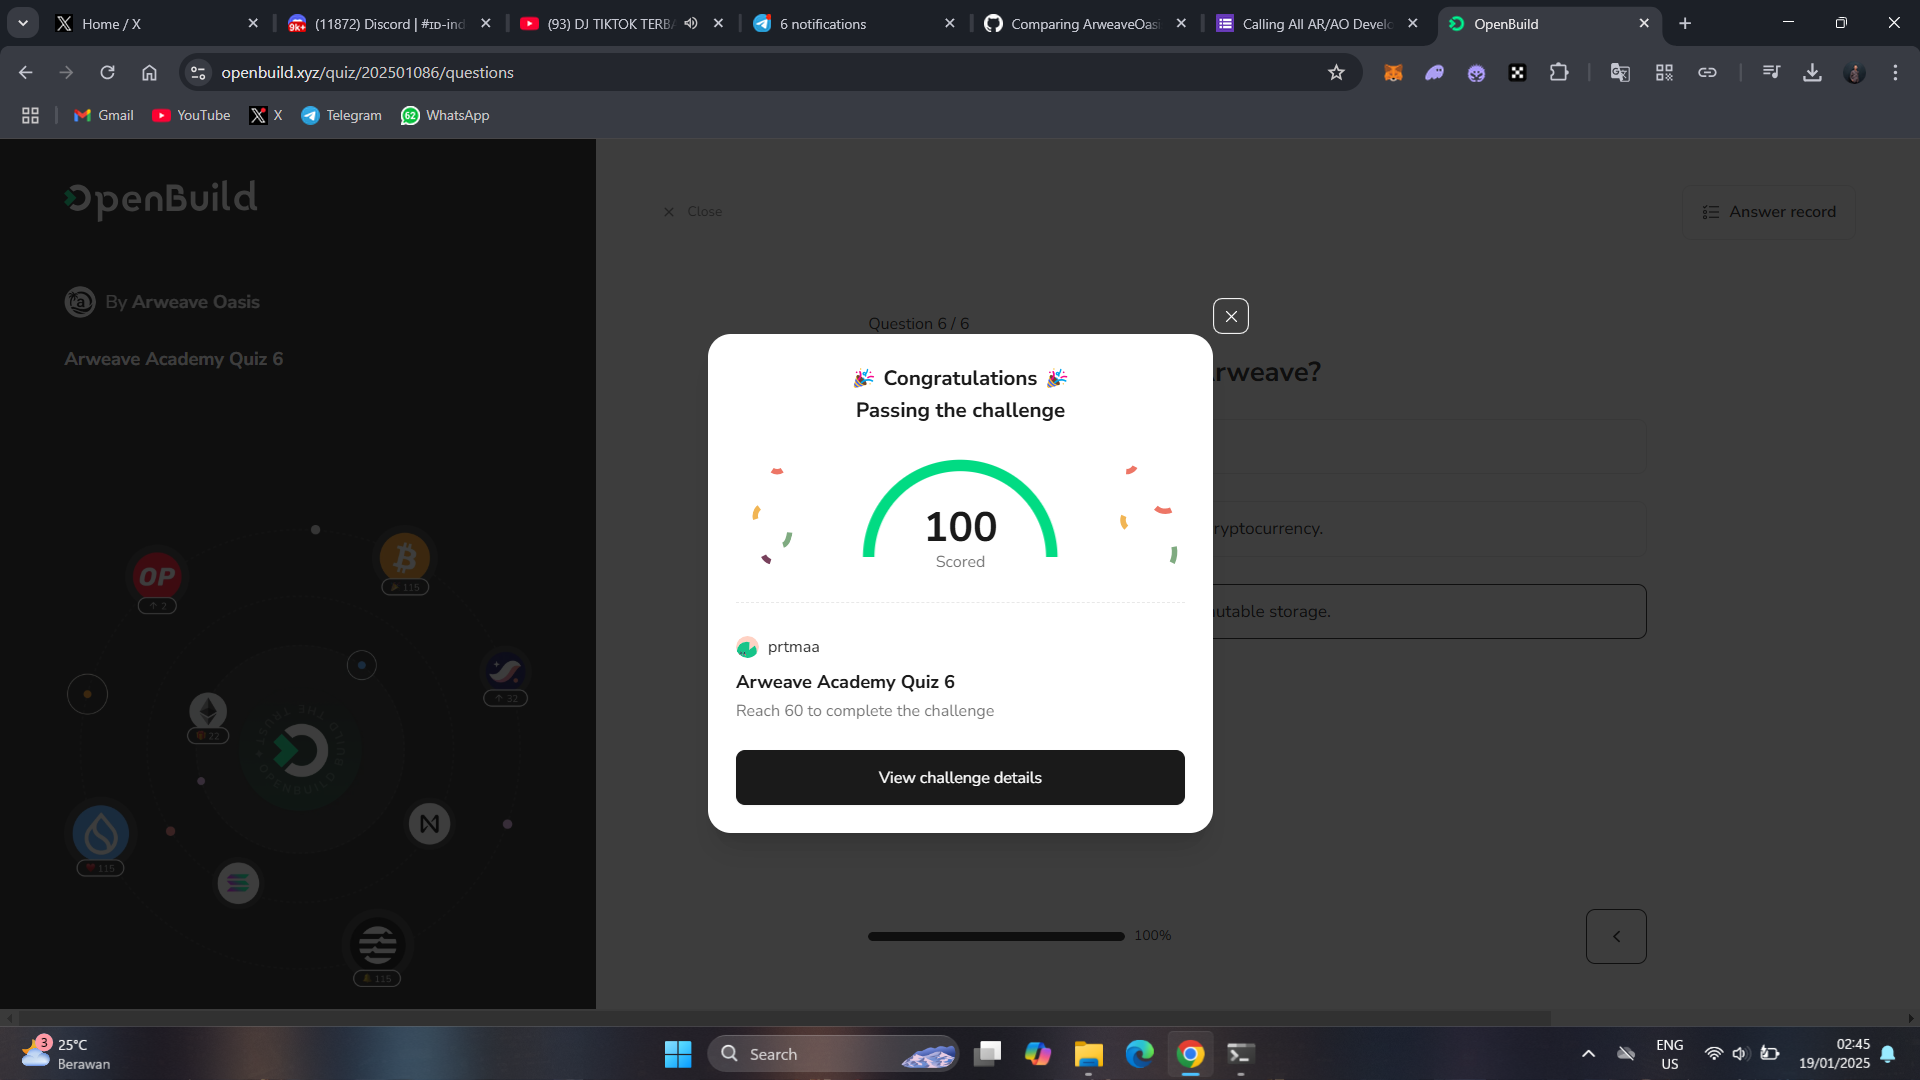 Home / X
(11872) Discord | #ɪᴅ-ind
(93) DJ TIKTOK TERBA
6 notifications
Comparing ArweaveOasi
Calling All AR/AO Develo
OpenBuild
openbuild.xyz/quiz/202501086/questions
Gmail
YouTube
X
Telegram
62
WhatsApp
OpenBuild
By Arweave Oasis
Arweave Academy Quiz 6
OP
2
115
32
22
115
115
Close
Answer record
Question 6 / 6
rweave?
ryptocurrency.
utable storage.
Congratulations
Passing the challenge
100
Scored
prtmaa
Arweave Academy Quiz 6
Reach 60 to complete the challenge
View challenge details
100%
3
25°C
Berawan
Search
ENG
US
02:45
19/01/2025